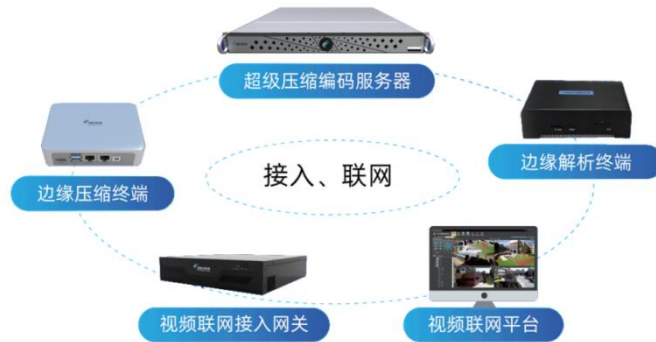 超级压缩编码服务器
边缘压缩终端
边缘解析终端
接入、联网
视频联网接入网关
视频联网平台